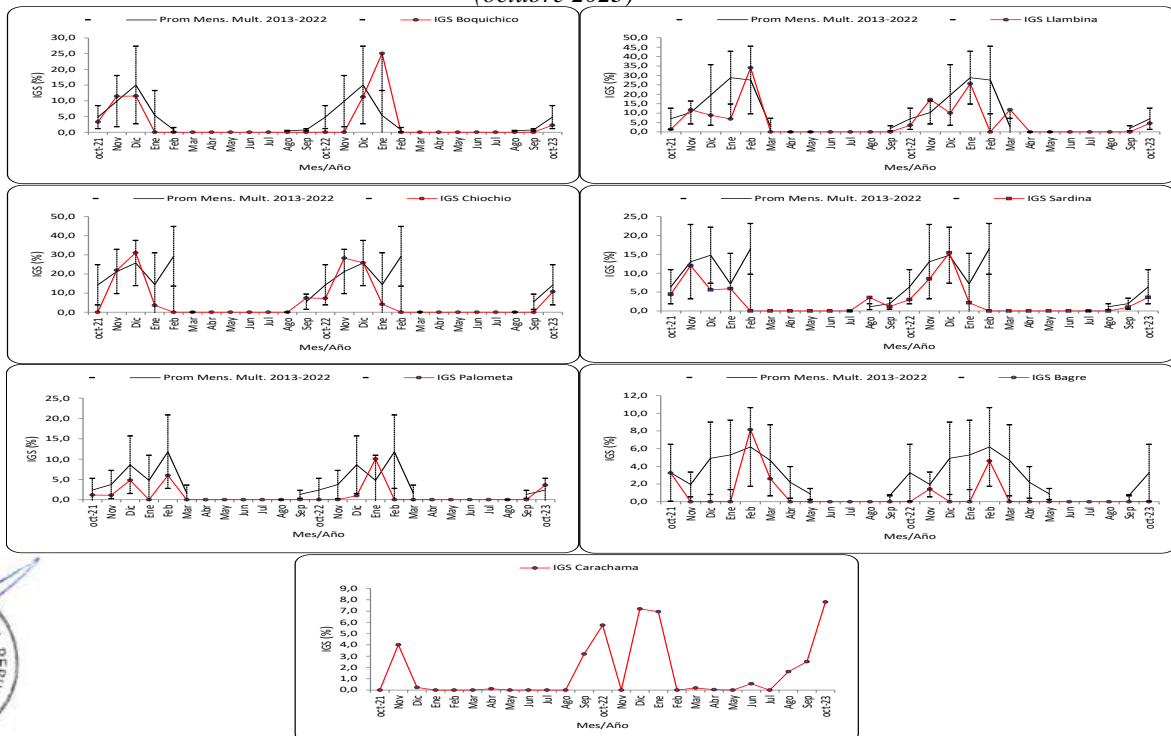 (octubre 2023)
Prom Mens. Mult. 2013-2022 IGS Boquichico
IGS (%)
30,0
25,0
20,0
15,0
10,0
5,0
0,0
oct-21 Nov Dic Ene Feb Mar Abr May Jun Jul Ago Sep oct-22 Nov Dic Ene Feb Mar Abr May Jun Jul Ago Sep oct-23
Mes/Año
Prom Mens. Mult. 2013-2022 IGS Llambina
IGS (%)
50,0
45,0
40,0
35,0
30,0
25,0
20,0
15,0
10,0
5,0
0,0
oct-21 Nov Dic Ene Feb Mar Abr May Jun Jul Ago Sep oct-22 Nov Dic Ene Feb Mar Abr May Jun Jul Ago Sep oct-23
Mes/Año
Prom Mens. Mult. 2013-2022 IGS Chiochio
IGS (%)
50,0
40,0
30,0
20,0
10,0
0,0
oct-21 Nov Dic Ene Feb Mar Abr May Jun Jul Ago Sep oct-22 Nov Dic Ene Feb Mar Abr May Jun Jul Ago Sep oct-23
Mes/Año
Prom Mens. Mult. 2013-2022 IGS Sardina
IGS (%)
25,0
20,0
15,0
10,0
5,0
0,0
oct-21 Nov Dic Ene Feb Mar Abr May Jun Jul Ago Sep oct-22 Nov Dic Ene Feb Mar Abr May Jun Jul Ago Sep oct-23
Mes/Año
Prom Mens. Mult. 2013-2022 IGS Palometa
IGS (%)
25,0
20,0
15,0
10,0
5,0
0,0
oct-21 Nov Dic Ene Feb Mar Abr May Jun Jul Ago Sep oct-22 Nov Dic Ene Feb Mar Abr May Jun Jul Ago Sep oct-23
Mes/Año
Prom Mens. Mult. 2013-2022 IGS Bagre
IGS (%)
12,0
10,0
8,0
6,0
4,0
2,0
0,0
oct-21 Nov Dic Ene Feb Mar Abr May Jun Jul Ago Sep oct-22 Nov Dic Ene Feb Mar Abr May Jun Jul Ago Sep oct-23
Mes/Año
IGS Carachama
IGS (%)
9,0
8,0
7,0
6,0
5,0
4,0
3,0
2,0
1,0
0,0
oct-21 Nov Dic Ene Feb Mar Abr May Jun Jul Ago Sep oct-22 Nov Dic Ene Feb Mar Abr May Jun Jul Ago Sep oct-23
Mes/Año